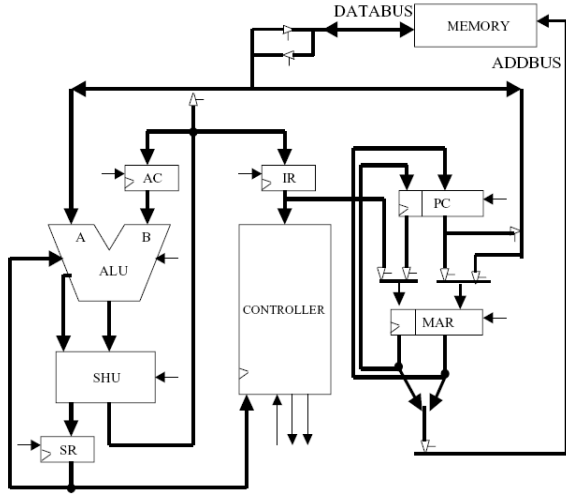 DATABUS
MEMORY
ADDBUS
AC
IR
PC
A
B
ALU
CONTROLLER
MAR
SHU
SR